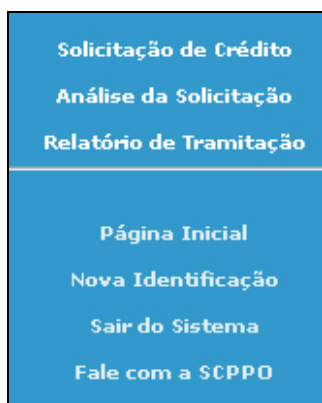 Solicitação de Crédito
Análise da Solicitação
Relatório de Tramitação
Página Inicial
Nova Identificação
Sair do Sistema
Fale com a SCPPO